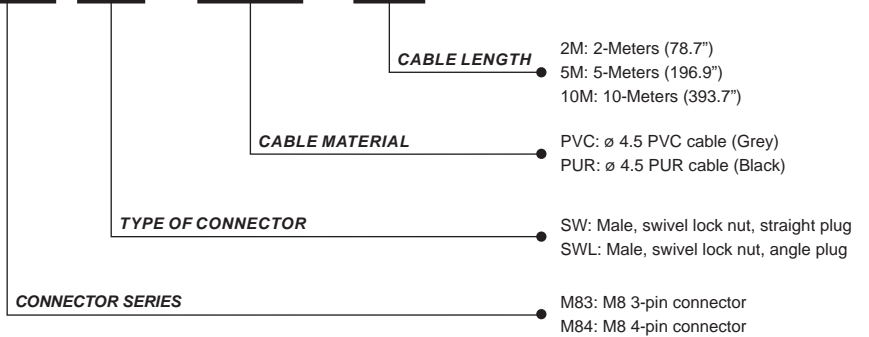 CABLE LENGTH
2M: 2-Meters (78.7”)
5M: 5-Meters (196.9”)
10M: 10-Meters (393.7”)
CABLE MATERIAL
PVC: ø 4.5 PVC cable (Grey)
PUR: ø 4.5 PUR cable (Black)
TYPE OF CONNECTOR
SW: Male, swivel lock nut, straight plug
SWL: Male, swivel lock nut, angle plug
CONNECTOR SERIES
M83: M8 3-pin connector
M84: M8 4-pin connector